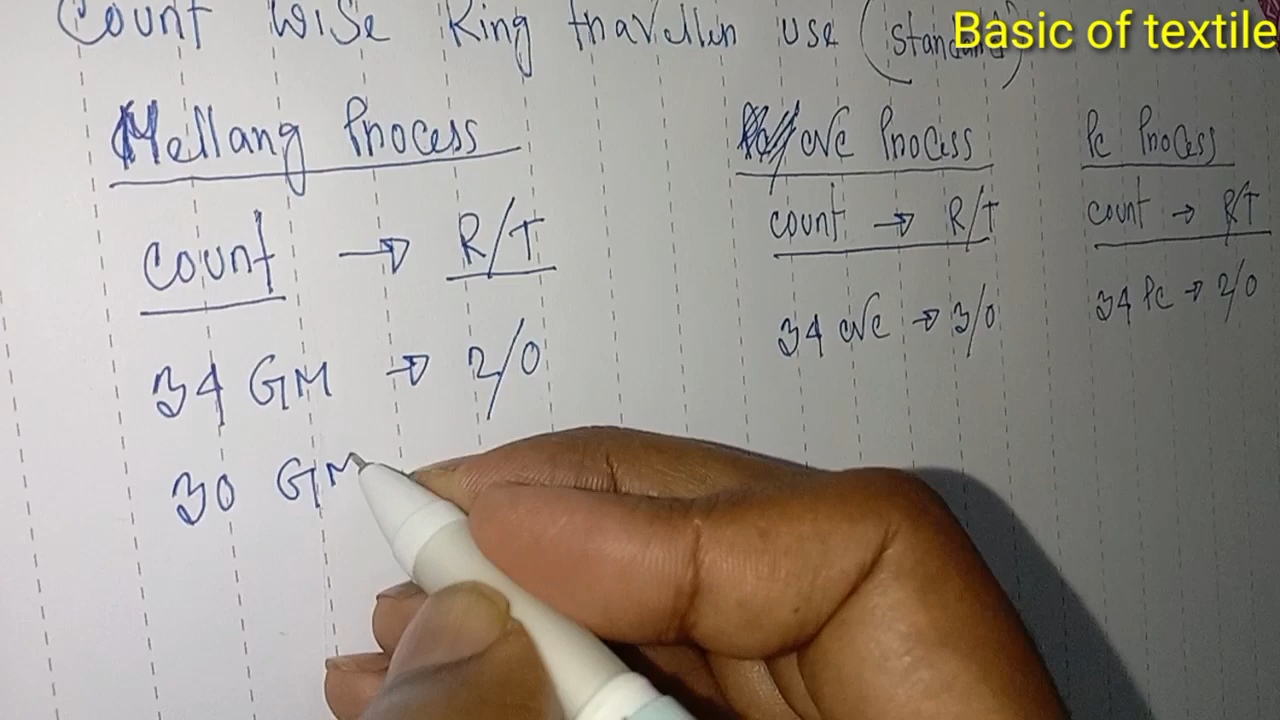 Count wise Ring traveller use (Standard)
Basic of textile
Mellang Process
Count → R/T
34 GM → 2/0
30 GM
CVC Process
count → R/T
34 CVC → 3/0
PC Process
count → R/T
34 PC → 2/0